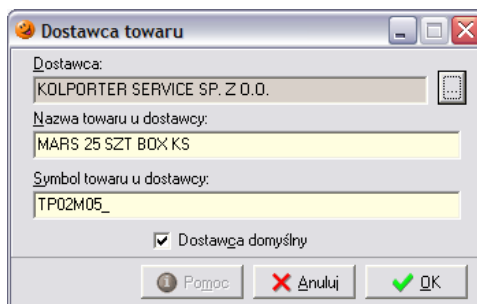 Dostawca towaru
Dostawca:
KOLPORTER SERVICE SP. Z O.O.
...
Nazwa towaru u dostawcy:
MARS 25 SZT BOX KS
Symbol towaru u dostawcy:
TP02M05_
Dostawca domyślny
Pomoc
Anuluj
OK